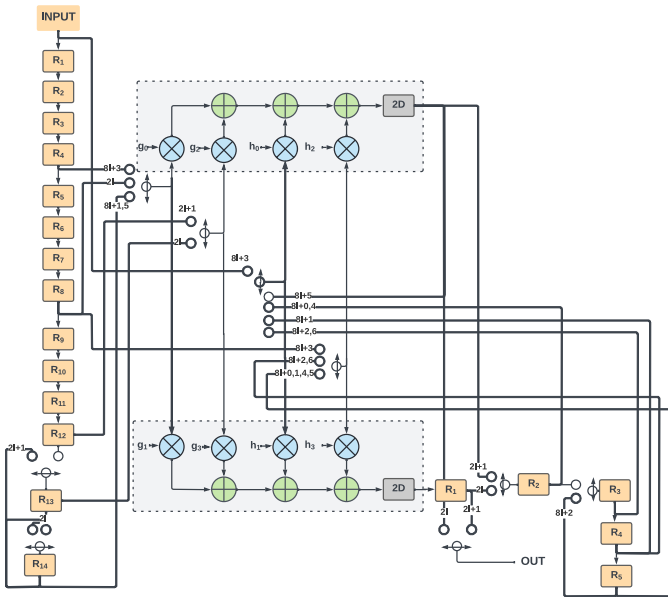 INPUT
R1
R2
R3
R4
R5
R6
R7
R8
R9
R10
R11
R12
R13
R14
2D
g0
g2
h0
h2
8l+3
2l
8l+1,5
2l+1
2l
8l+3
8l+5
8l+0,4
8l+1
8l+2,6
8l+3
8l+2,6
8l+0,1,4,5
g1
g3
h1
h3
2D
2l+1
2l
R1
2l+1
2l
R2
R3
8l+2
R4
R5
2l
2l+1
OUT